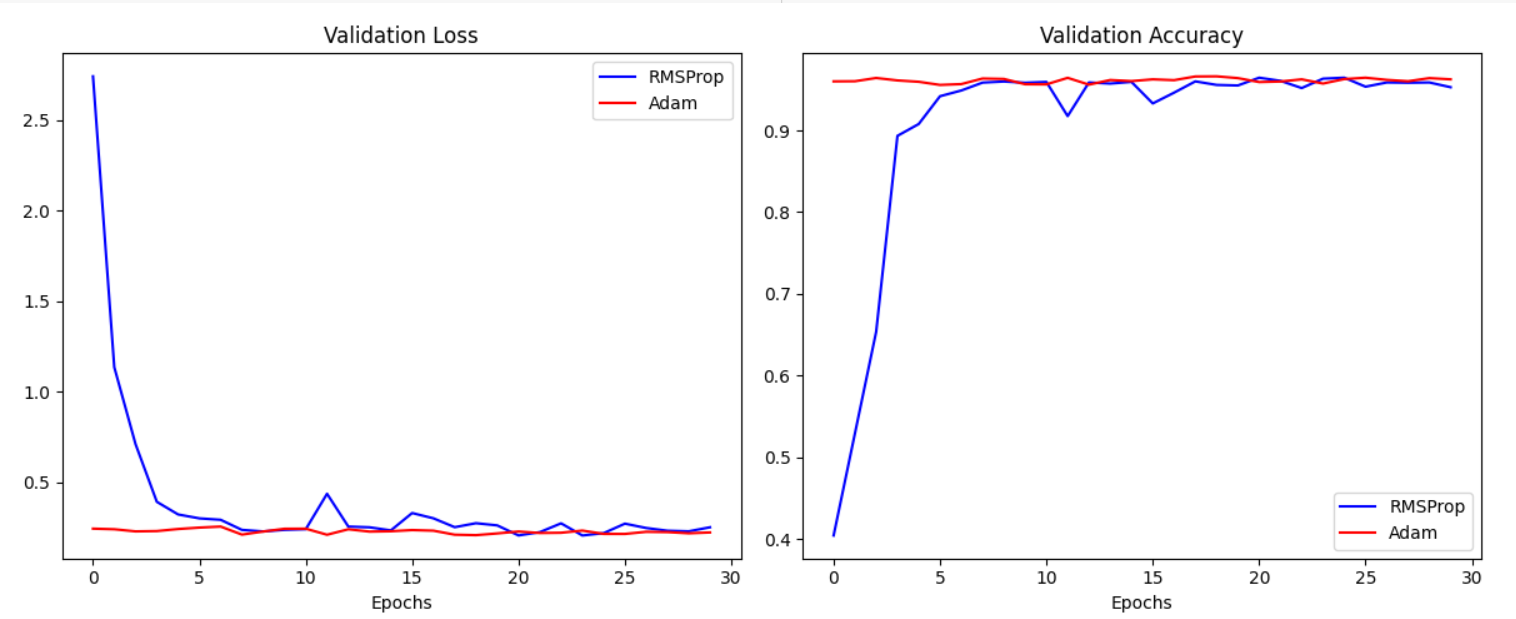 Validation Loss
RMSProp
Adam
2.5
2.0
1.5
1.0
0.5
0 5 10 15 20 25 30
Epochs
Validation Accuracy
0.9
0.8
0.7
0.6
0.5
0.4
RMSProp
Adam
0 5 10 15 20 25 30
Epochs